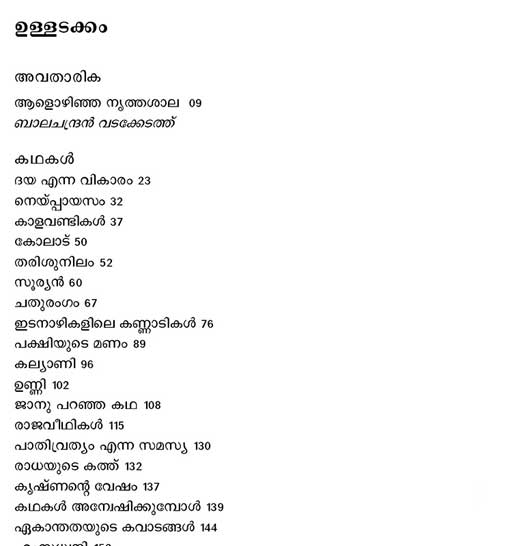 ഉള്ളടക്കം
അവതാരിക
ആളൊഴിഞ്ഞ നൃത്തശാല 09
ബാലചന്ദ്രൻ വടക്കേടത്ത്
കഥകൾ
ദയ എന്ന വികാരം 23
നെയ്പ്പായസം 32
കാളവണ്ടികൾ 37
കോലാട് 50
തരിശുനിലം 52
സൂര്യൻ 60
ചതുരംഗം 67
ഇടനാഴികളിലെ കണ്ണാടികൾ 76
പക്ഷിയുടെ മണം 89
കല്യാണി 96
ഉണ്ണി 102
ജാനു പറഞ്ഞ കഥ 108
രാജവീഥികൾ 115
പാതിവ്രത്യം എന്ന സമസ്യ 130
രാധയുടെ കത്ത് 132
കൃഷ്ണന്റെ വേഷം 137
കഥകൾ അന്വേഷിക്കുമ്പോൾ 139
ഏകാന്തതയുടെ കവാടങ്ങൾ 144